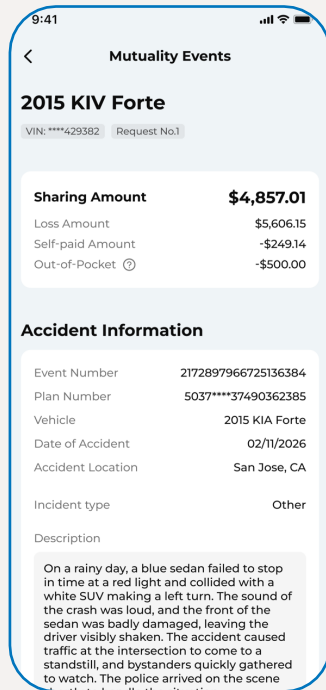 9:41
Mutuality Events
2015 KIV Forte
VIN: ****429382 Request No.1
Sharing Amount $4,857.01
Loss Amount $5,606.15
Self-paid Amount -$249.14
Out-of-Pocket ? -$500.00
Accident Information
Event Number 2172897966725136384
Plan Number 5037****37490362385
Vehicle 2015 KIA Forte
Date of Accident 02/11/2026
Accident Location San Jose, CA
Incident type Other
Description
On a rainy day, a blue sedan failed to stop
in time at a red light and collided with a
white SUV making a left turn. The sound of
the crash was loud, and the front of the
sedan was badly damaged, leaving the
driver visibly shaken. The accident caused
traffic at the intersection to come to a
standstill, and bystanders quickly gathered
to watch. The police arrived on the scene